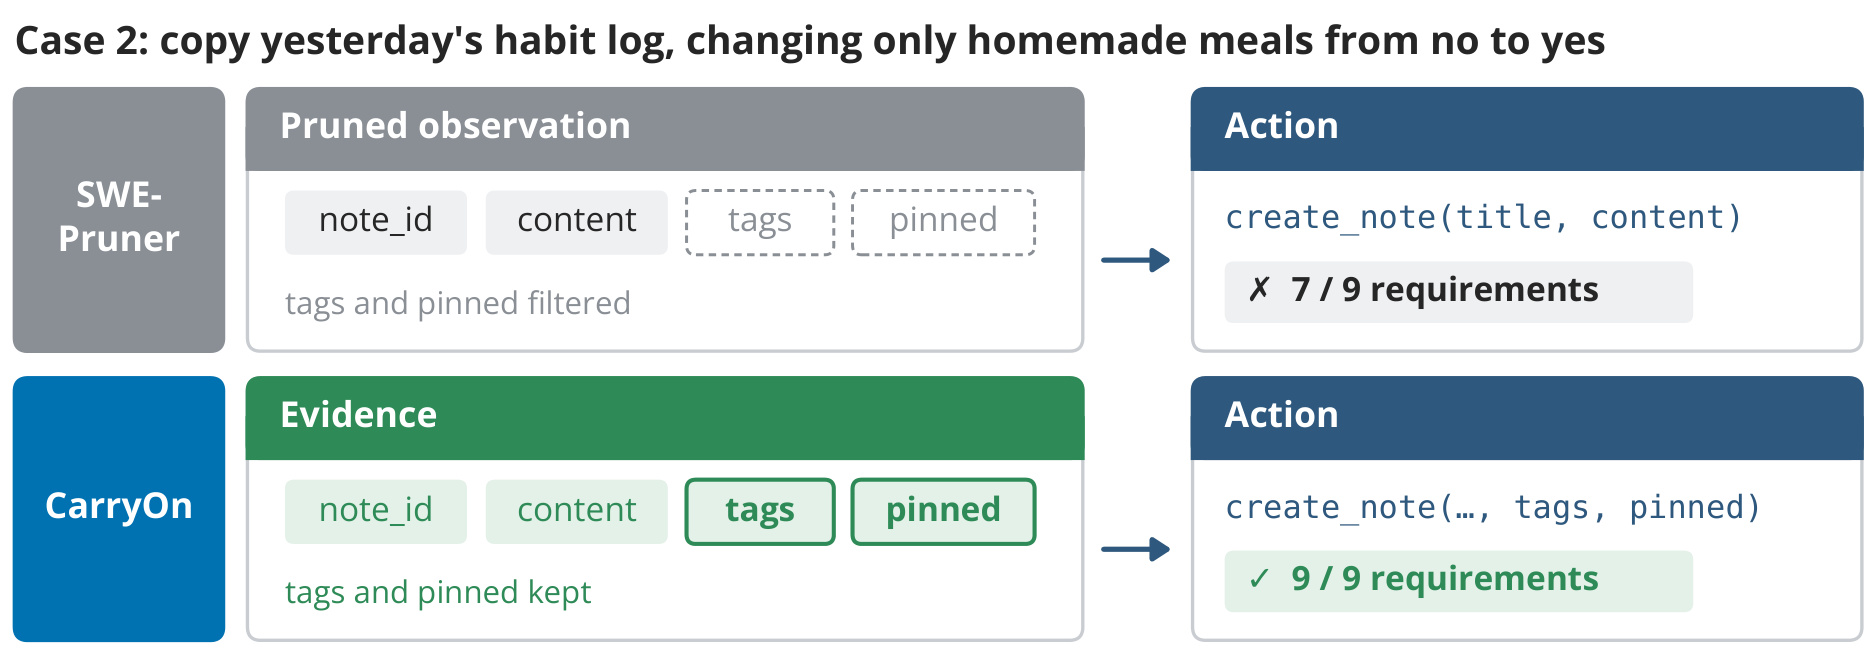 Case 2: copy yesterday's habit log, changing only homemade meals from no to yes
SWE-
Pruner
Pruned observation
note_id content tags pinned
tags and pinned filtered
Action
create_note(title, content)
✗ 7 / 9 requirements
CarryOn
Evidence
note_id content tags pinned
tags and pinned kept
Action
create_note(…, tags, pinned)
✓ 9 / 9 requirements